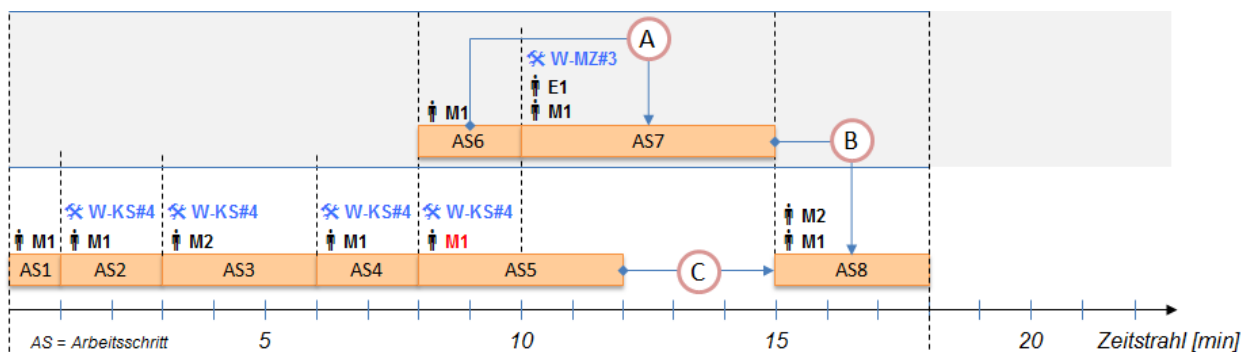 A
W-MZ#3
E1
M1 M1
AS6 AS7
B
W-KS#4 W-KS#4 W-KS#4 W-KS#4 M2
M1 M1 M2 M1 M1 M1
AS1 AS2 AS3 AS4 AS5 C AS8
AS = Arbeitsschritt 5 10 15 20 Zeitstrahl [min]